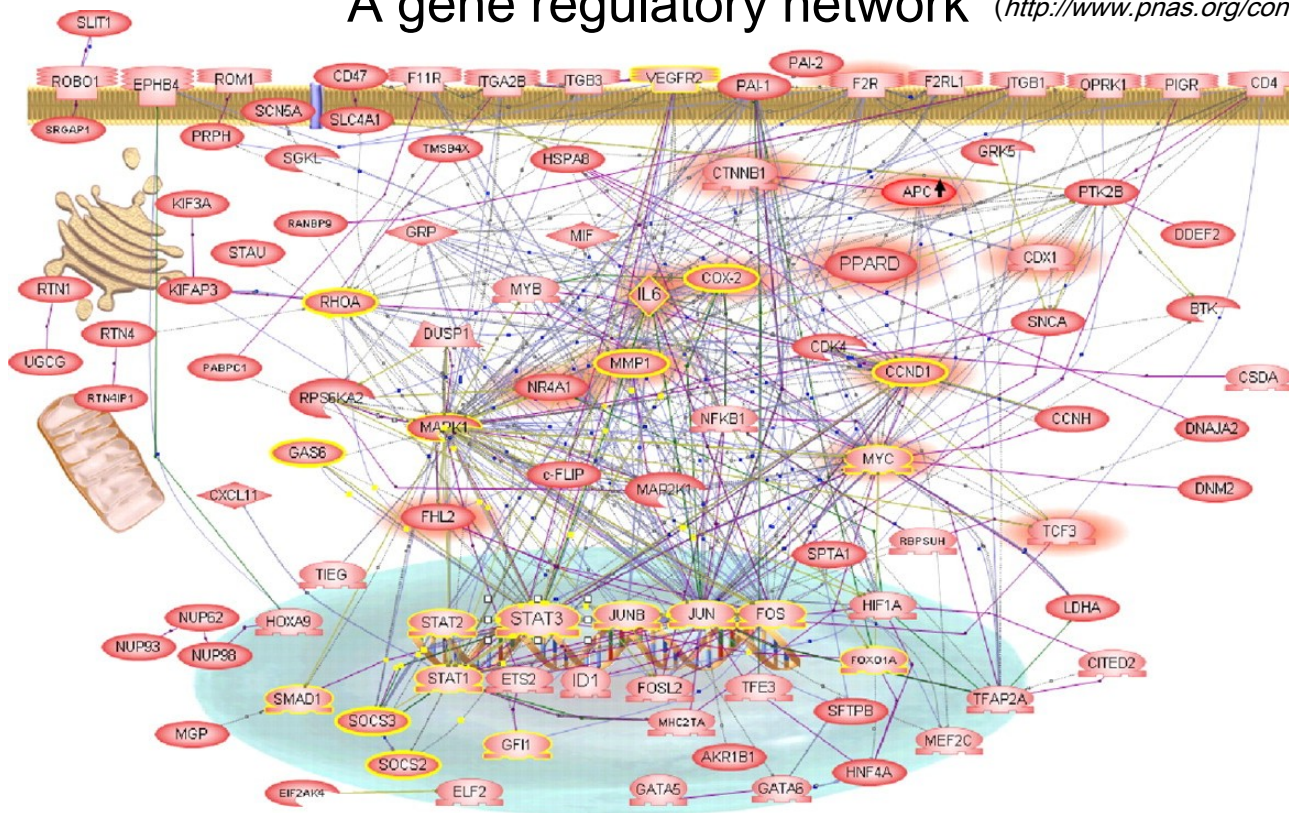 A gene regulatory network (http://www.pnas.org/con
SLIT1
PAI-2
ROBO1
EPHB4
ROM1
CD47
F11R
ITGA2B
ITGB3
VEGFR2
PAI-1
F2R
F2RL1
ITGB1
OPRK1
PIGR
CD4
SCN5A
SLC4A1
SRGAP1
PRPH
TMSB4X
SGKL
HSPA8
CTNNB1
GRK5
APC
PTK2B
KIF3A
RANBP9
GRP
MIF
DDEF2
STAU
PPARD
CDX1
RTN1
KIFAP3
RHOA
MYB
IL6
COX-2
BTK
RTN4
DUSP1
SNCA
UGCG
PABPC1
MMP1
CDK4
CCND1
CSDA
RTN4IP1
RPS6KA2
NR4A1
NFKB1
CCNH
MAPK1
DNAJA2
GAS6
MYC
c-FLIP
MAP2K1
DNM2
CXCL11
FHL2
TCF3
RBPSUH
SPTA1
TIEG
NUP62
HOXA9
STAT2
STAT3
JUNB
JUN
FOS
HIF1A
LDHA
NUP93
NUP98
FOXO1A
CITED2
SMAD1
STAT1
ETS2
ID1
FOSL2
TFE3
TFAP2A
SOCS3
MHC2TA
SFTPB
MGP
GFI1
MEF2C
SOCS2
AKR1B1
HNF4A
EIF2AK4
ELF2
GATA5
GATA6